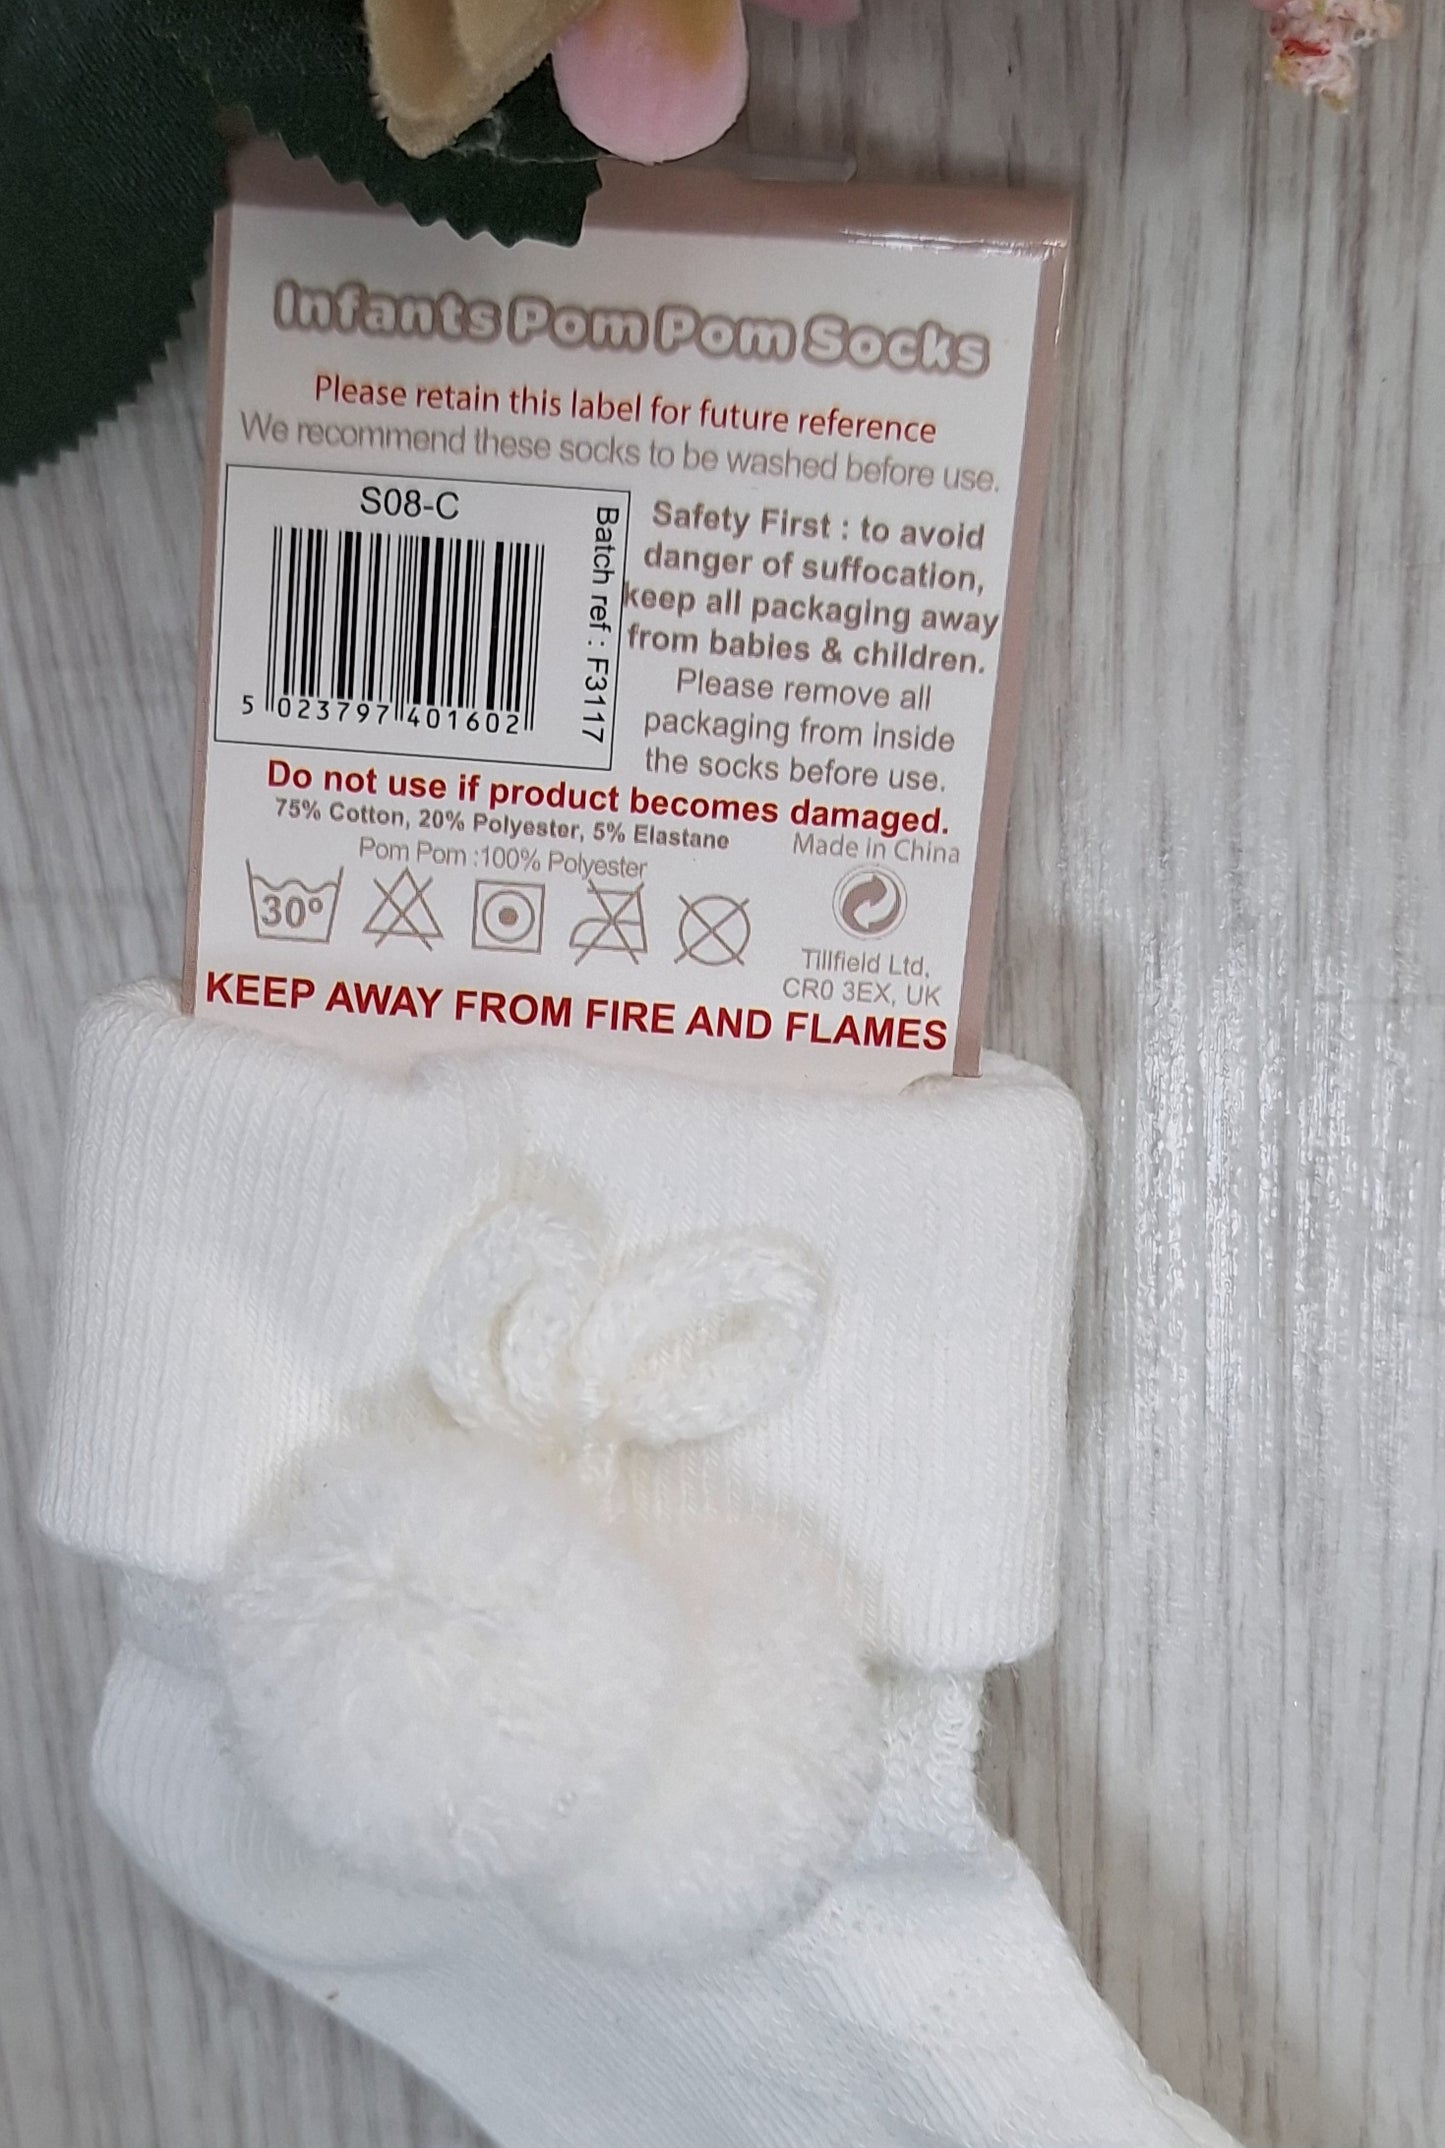 Infants Pom Pom Socks
Please retain this label for future reference
We recommend these socks to be washed before use.
S08-C
5 023797 401602
Batch ref : F3117
Safety First : to avoid
danger of suffocation,
keep all packaging away
from babies & children.
Please remove all
packaging from inside
the socks before use.
Do not use if product becomes damaged.
75% Cotton, 20% Polyester, 5% Elastane
Pom Pom :100% Polyester
Made in China
30º
Tillfield Ltd,
CR0 3EX, UK
KEEP AWAY FROM FIRE AND FLAMES